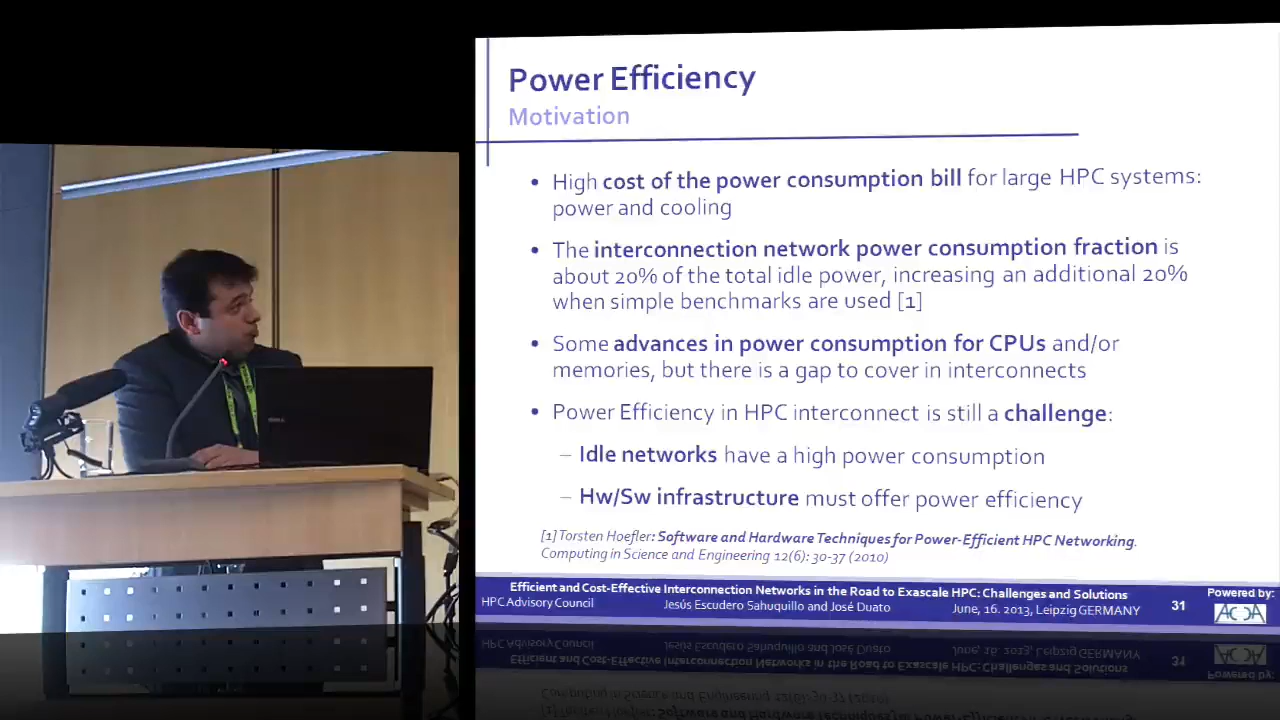 Power Efficiency
Motivation
• High cost of the power consumption bill for large HPC systems:
power and cooling
• The interconnection network power consumption fraction is
about 20% of the total idle power, increasing an additional 20%
when simple benchmarks are used [1]
• Some advances in power consumption for CPUs and/or
memories, but there is a gap to cover in interconnects
• Power Efficiency in HPC interconnect is still a challenge:
– Idle networks have a high power consumption
– Hw/Sw infrastructure must offer power efficiency
[1] Torsten Hoefler: Software and Hardware Techniques for Power-Efficient HPC Networking.
Computing in Science and Engineering 12(6): 30-37 (2010)
Efficient and Cost-Effective Interconnection Networks in the Road to Exascale HPC: Challenges and Solutions
HPC Advisory Council Jesús Escudero Sahuquillo and José Duato June, 16. 2013, Leipzig GERMANY 31 Powered by: